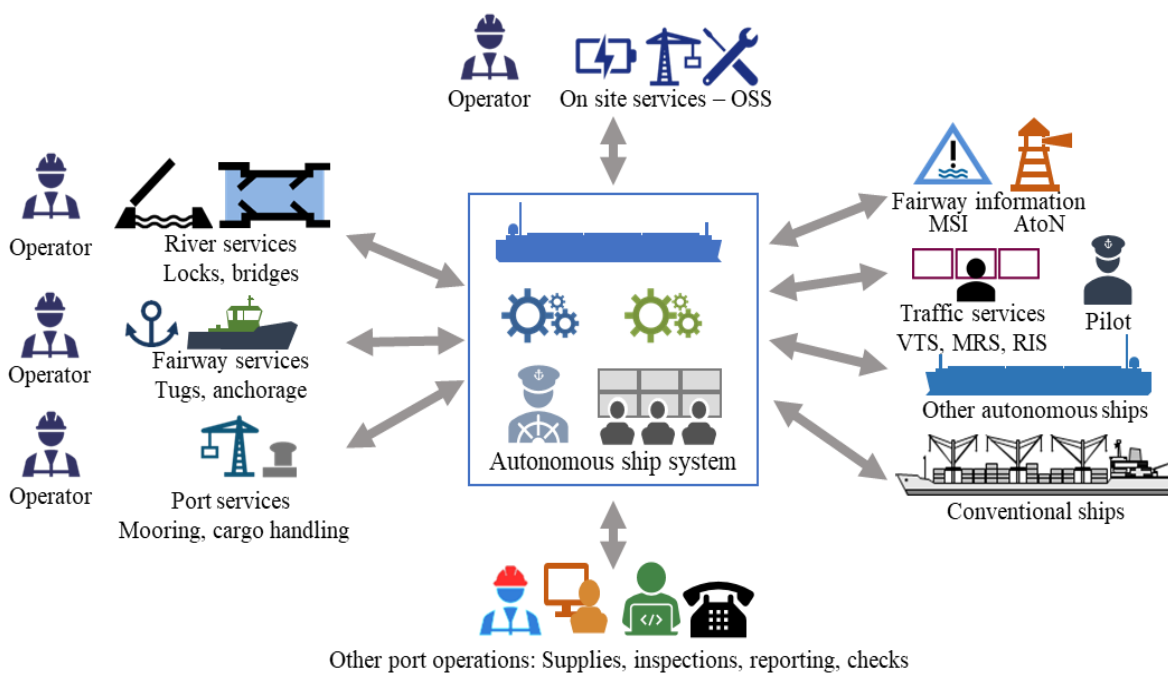 Operator
On site services – OSS
Operator
River services
Locks, bridges
Operator
Fairway services
Tugs, anchorage
Operator
Port services
Mooring, cargo handling
Autonomous ship system
Fairway information
MSI
AtoN
Traffic services
VTS, MRS, RIS
Pilot
Other autonomous ships
Conventional ships
</>
Other port operations: Supplies, inspections, reporting, checks